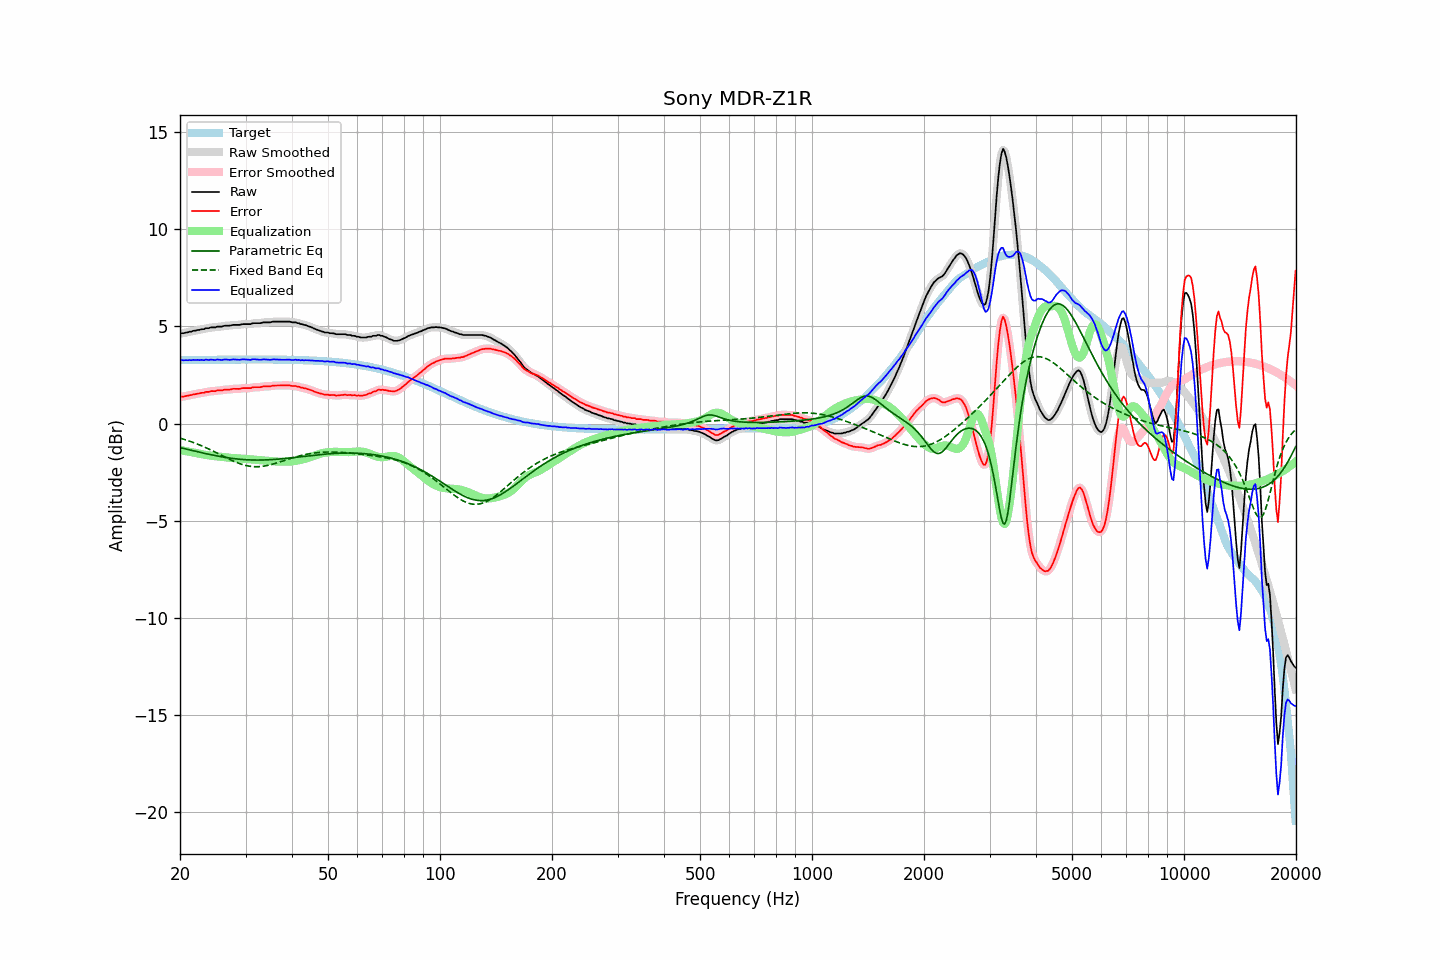 Sony MDR-Z1R
Target
Raw Smoothed
Error Smoothed
Raw
Error
Equalization
Parametric Eq
Fixed Band Eq
Equalized
Amplitude (dBr)
15
10
5
0
−5
−10
−15
−20
20 50 100 200 500 1000 2000 5000 10000 20000
Frequency (Hz)